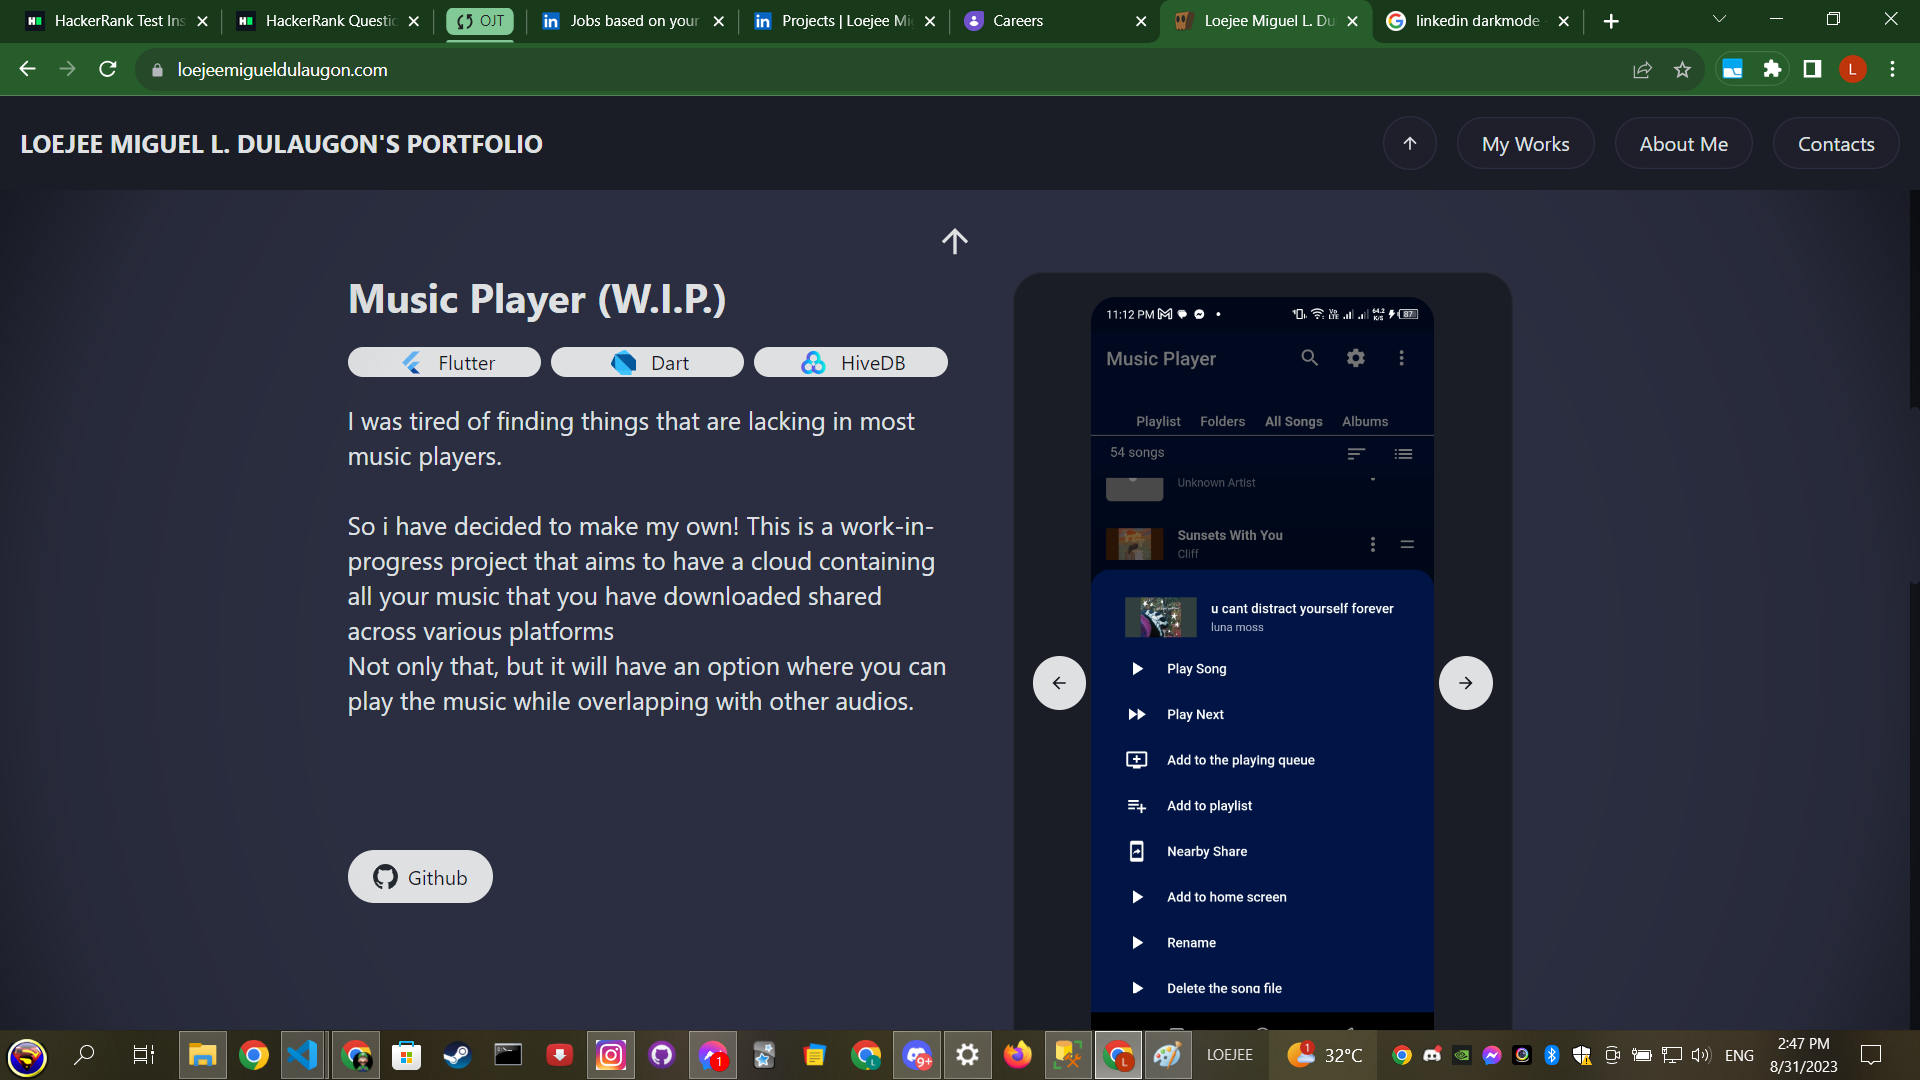 HackerRank Test Ins
HackerRank Questic
OJT
Jobs based on your
Projects | Loejee Mi
Careers
Loejee Miguel L. Du
linkedin darkmode
loejeemigueldulaugon.com
L
LOEJEE MIGUEL L. DULAUGON'S PORTFOLIO
My Works
About Me
Contacts
Music Player (W.I.P.)
Flutter
Dart
HiveDB
I was tired of finding things that are lacking in most
music players.
So i have decided to make my own! This is a work-in-
progress project that aims to have a cloud containing
all your music that you have downloaded shared
across various platforms
Not only that, but it will have an option where you can
play the music while overlapping with other audios.
Github
11:12 PM
64.2
K/S
87
Music Player
Playlist
Folders
All Songs
Albums
54 songs
Unknown Artist
Sunsets With You
Cliff
u cant distract yourself forever
luna moss
Play Song
Play Next
Add to the playing queue
Add to playlist
Nearby Share
Add to home screen
Rename
Delete the song file
1
9+
L
LOEJEE
1
32°C
ENG
2:47 PM
8/31/2023